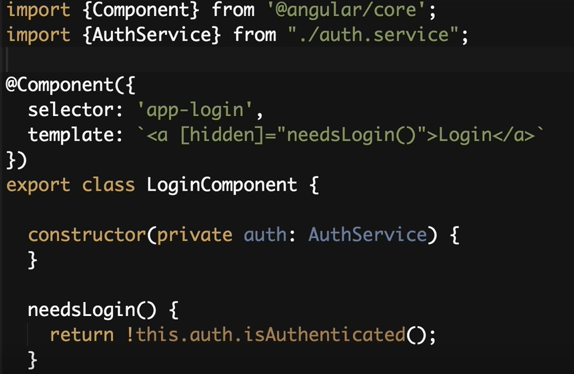 import {Component} from '@angular/core';
import {AuthService} from "./auth.service";
@Component({
  selector: 'app-login',
  template: `<a [hidden]="needsLogin()">Login</a>`
})
export class LoginComponent {
  constructor(private auth: AuthService) {
  }
  needsLogin() {
    return !this.auth.isAuthenticated();
  }